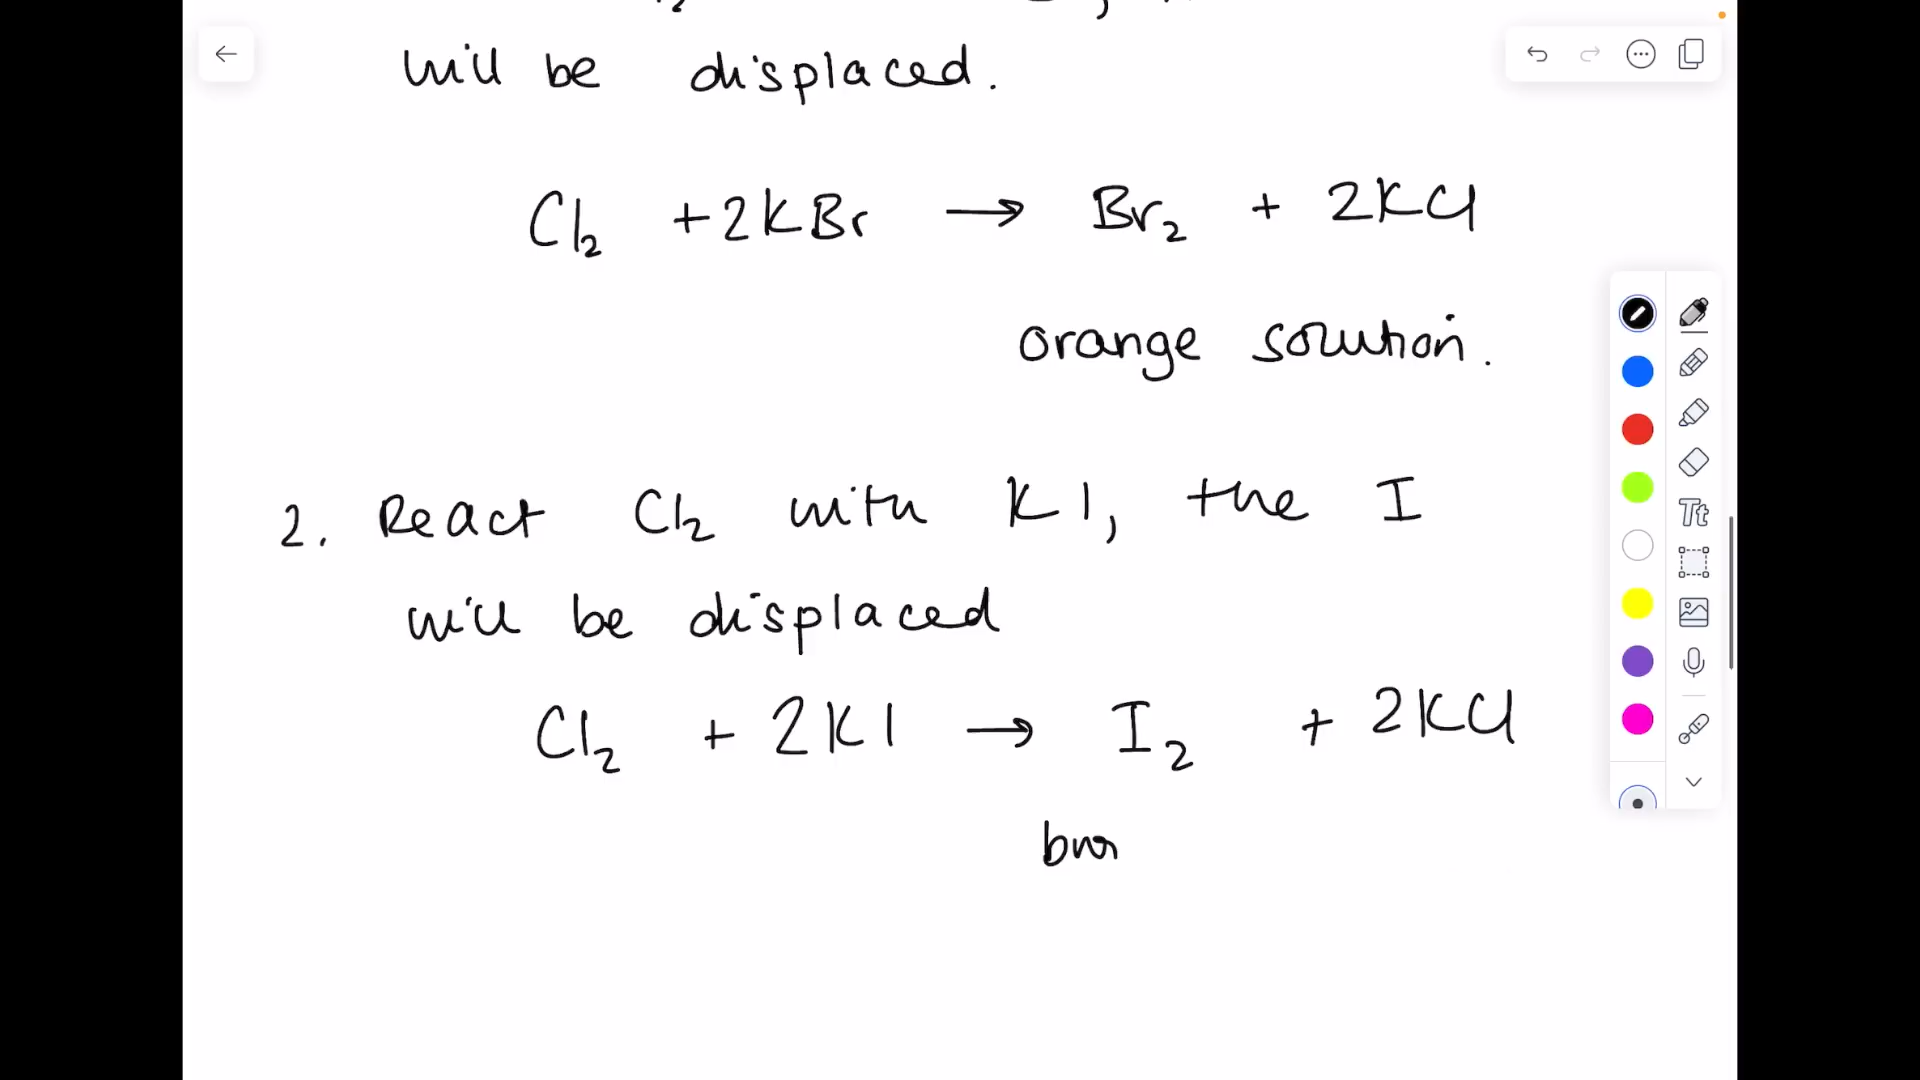 will be displaced.
Cl₂ + 2KBr → Br₂ + 2KCl
orange solution.
2. React Cl₂ with KI, the I
will be displaced
Cl₂ + 2KI → I₂ + 2KCl
Tt